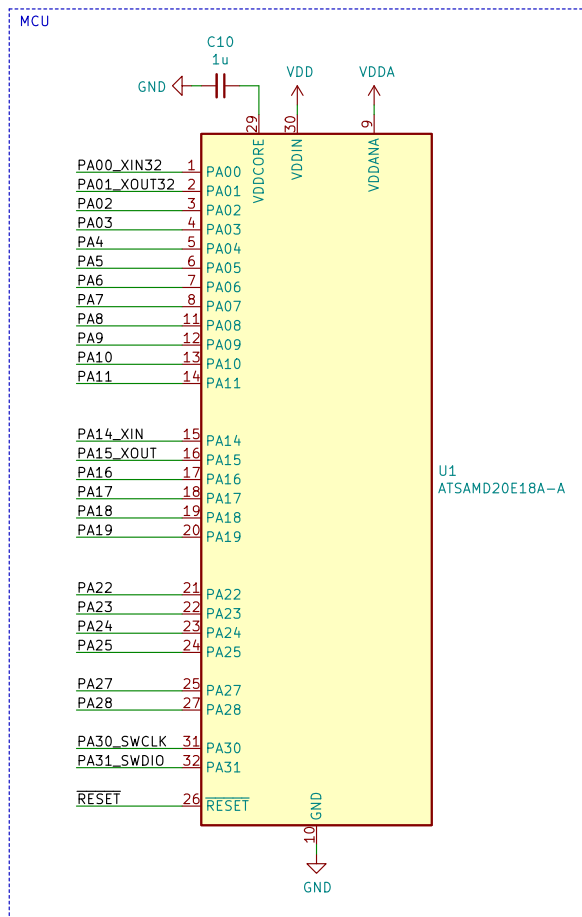 MCU
C10
1u
GND
VDD
VDDA
29
30
9
VDDCORE
VDDIN
VDDANA
PA00_XIN32 1 PA00
PA01_XOUT32 2 PA01
PA02 3 PA02
PA03 4 PA03
PA4 5 PA04
PA5 6 PA05
PA6 7 PA06
PA7 8 PA07
PA8 11 PA08
PA9 12 PA09
PA10 13 PA10
PA11 14 PA11
PA14_XIN 15 PA14
PA15_XOUT 16 PA15
PA16 17 PA16
PA17 18 PA17
PA18 19 PA18
PA19 20 PA19
U1
ATSAMD20E18A-A
PA22 21 PA22
PA23 22 PA23
PA24 23 PA24
PA25 24 PA25
PA27 25 PA27
PA28 27 PA28
PA30_SWCLK 31 PA30
PA31_SWDIO 32 PA31
RESET 26 RESET
GND
10
GND